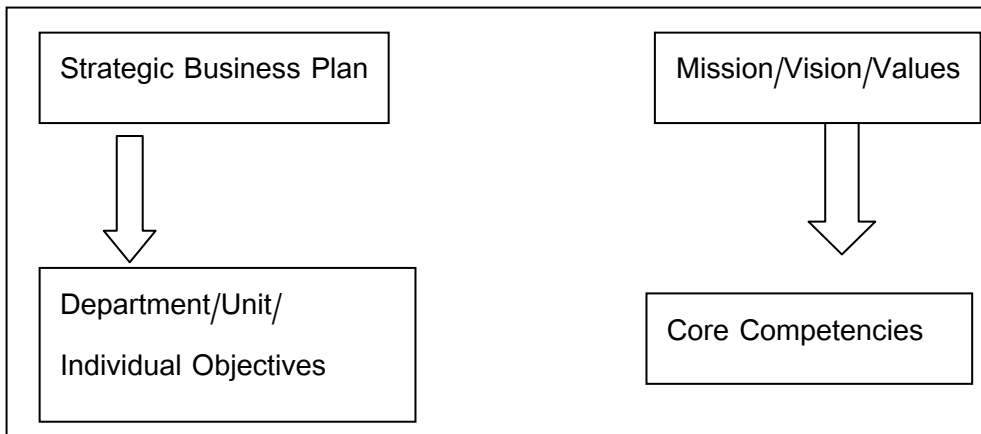 Strategic Business Plan
Mission/Vision/Values
Department/Unit/
Individual Objectives
Core Competencies